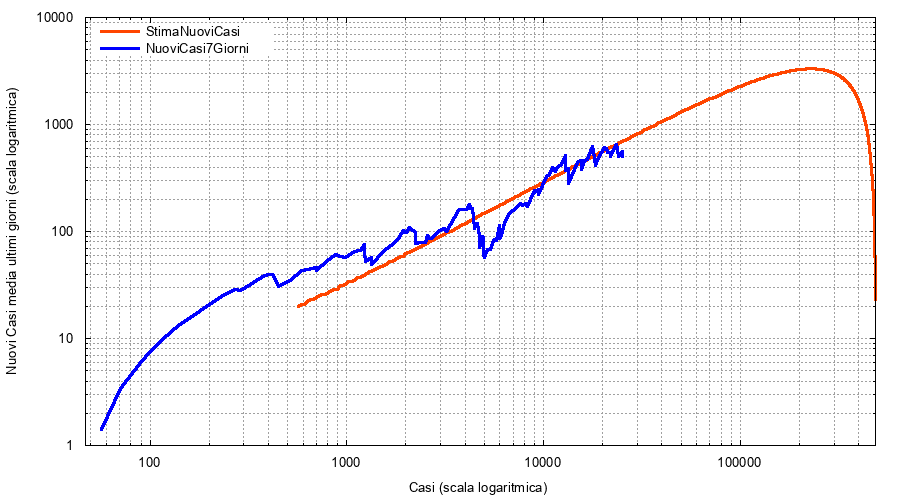 10000
1000
100
10
1
StimaNuoviCasi
NuoviCasi7Giorni
Nuovi Casi media ultimi giorni (scala logaritmica)
100 1000 10000 100000
Casi (scala logaritmica)